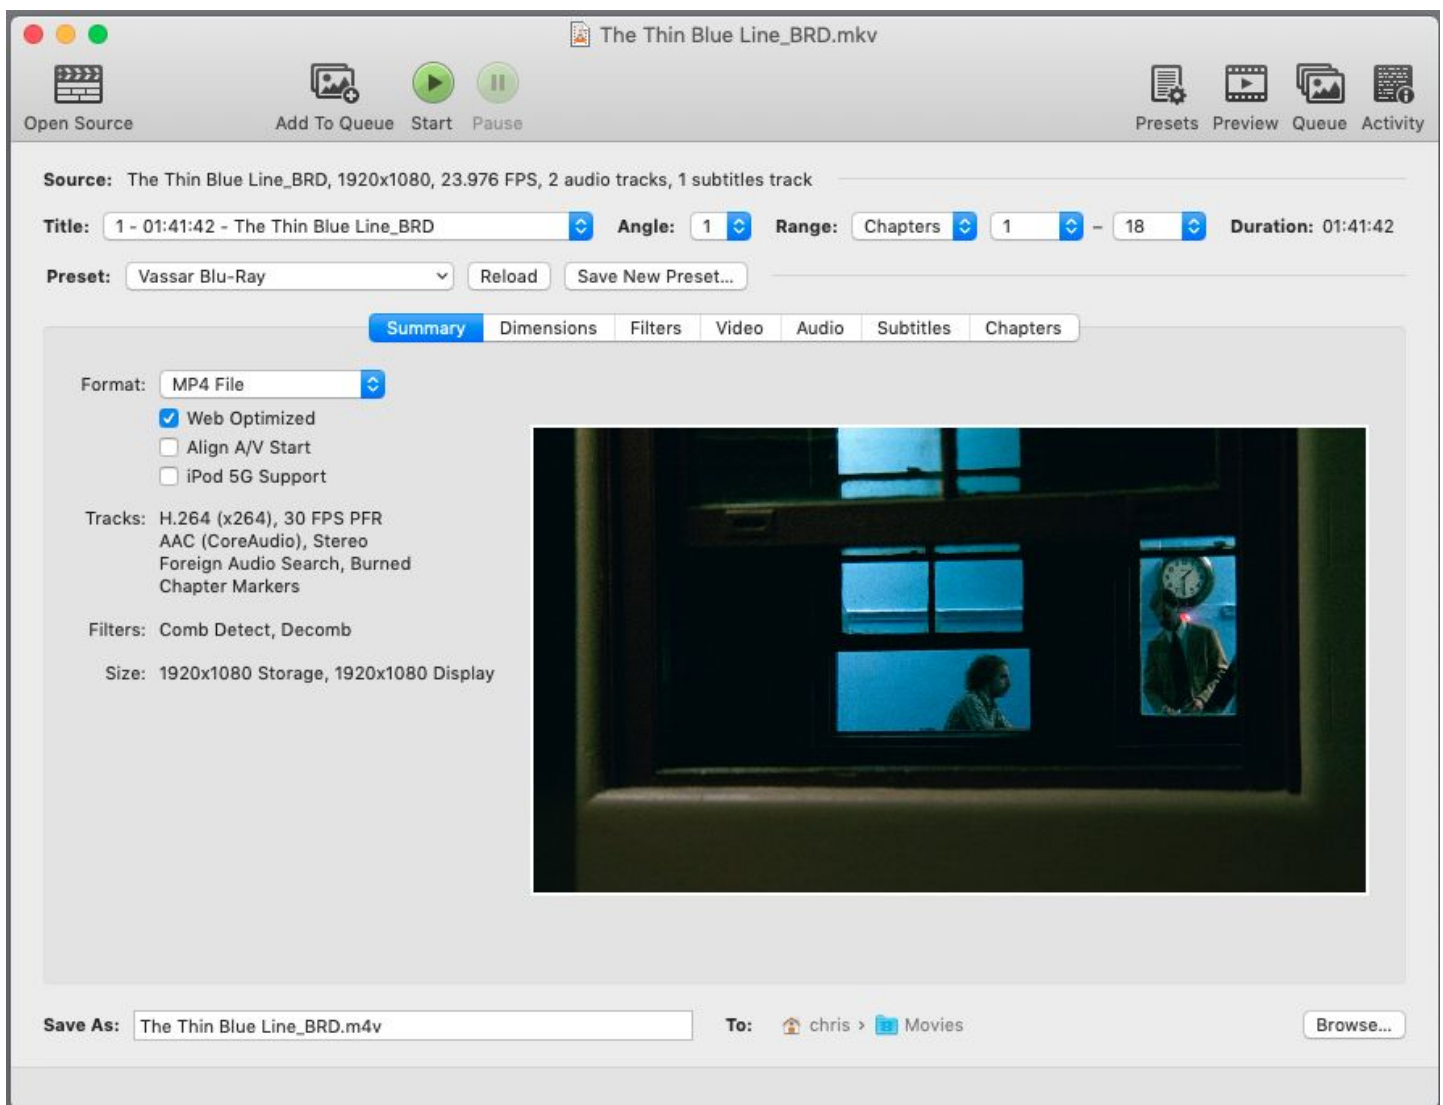 The Thin Blue Line_BRD.mkv
Open Source
Add To Queue
Start
Pause
Presets
Preview
Queue
Activity
Source: The Thin Blue Line_BRD, 1920x1080, 23.976 FPS, 2 audio tracks, 1 subtitles track
Title: 1 - 01:41:42 - The Thin Blue Line_BRD Angle: 1 Range: Chapters 1 – 18 Duration: 01:41:42
Preset: Vassar Blu-Ray Reload Save New Preset...
Summary Dimensions Filters Video Audio Subtitles Chapters
Format: MP4 File
Web Optimized
Align A/V Start
iPod 5G Support
Tracks: H.264 (x264), 30 FPS PFR
AAC (CoreAudio), Stereo
Foreign Audio Search, Burned
Chapter Markers
Filters: Comb Detect, Decomb
Size: 1920x1080 Storage, 1920x1080 Display
Save As: The Thin Blue Line_BRD.m4v To: chris › Movies Browse...